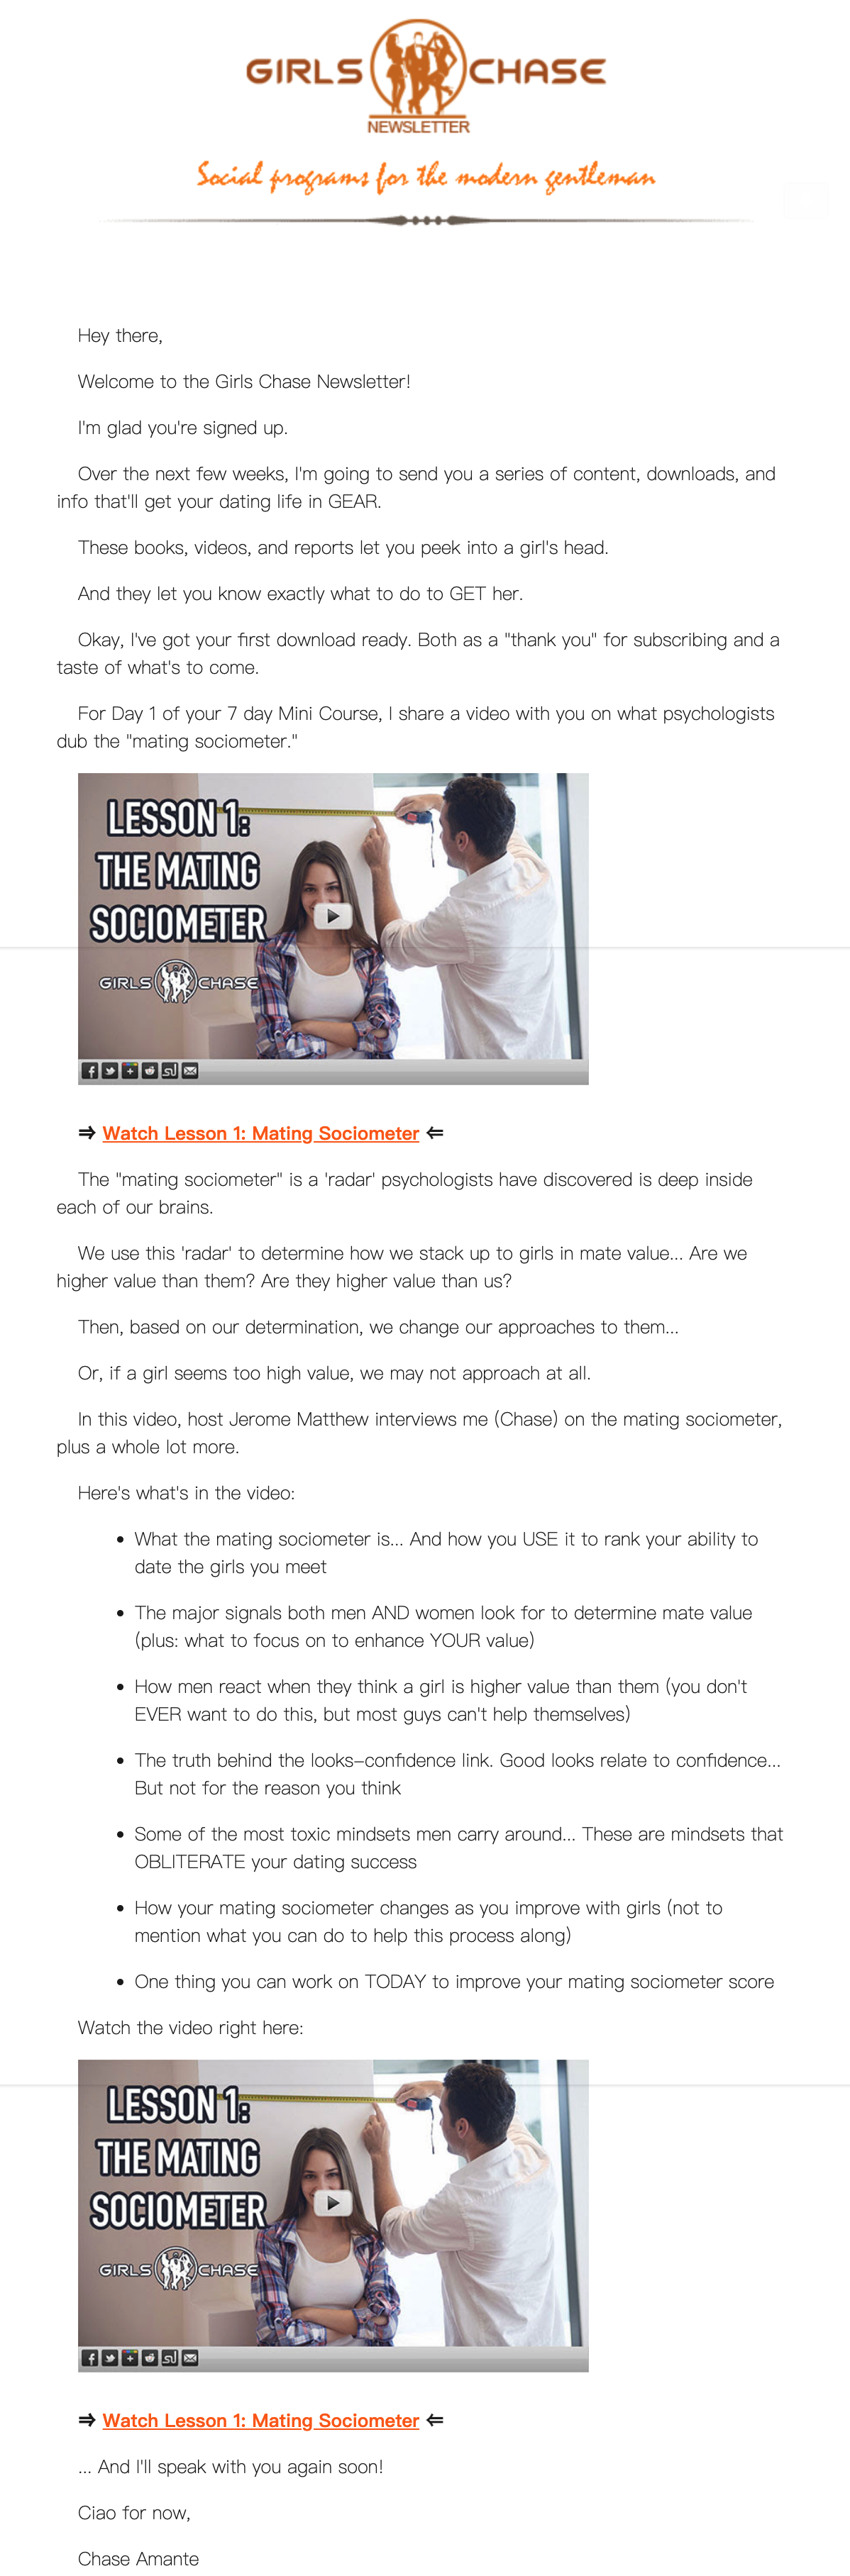 GIRLS CHASE
NEWSLETTER
Social programs for the modern gentleman
Hey there,
Welcome to the Girls Chase Newsletter!
I'm glad you're signed up.
Over the next few weeks, I'm going to send you a series of content, downloads, and
info that'll get your dating life in GEAR.
These books, videos, and reports let you peek into a girl's head.
And they let you know exactly what to do to GET her.
Okay, I've got your first download ready. Both as a "thank you" for subscribing and a
taste of what's to come.
For Day 1 of your 7 day Mini Course, I share a video with you on what psychologists
dub the "mating sociometer."
LESSON 1:
THE MATING
SOCIOMETER
GIRLS CHASE
⇒ Watch Lesson 1: Mating Sociometer ⇐
The "mating sociometer" is a 'radar' psychologists have discovered is deep inside
each of our brains.
We use this 'radar' to determine how we stack up to girls in mate value... Are we
higher value than them? Are they higher value than us?
Then, based on our determination, we change our approaches to them...
Or, if a girl seems too high value, we may not approach at all.
In this video, host Jerome Matthew interviews me (Chase) on the mating sociometer,
plus a whole lot more.
Here's what's in the video:
• What the mating sociometer is... And how you USE it to rank your ability to
date the girls you meet
• The major signals both men AND women look for to determine mate value
(plus: what to focus on to enhance YOUR value)
• How men react when they think a girl is higher value than them (you don't
EVER want to do this, but most guys can't help themselves)
• The truth behind the looks–confidence link. Good looks relate to confidence...
But not for the reason you think
• Some of the most toxic mindsets men carry around... These are mindsets that
OBLITERATE your dating success
• How your mating sociometer changes as you improve with girls (not to
mention what you can do to help this process along)
• One thing you can work on TODAY to improve your mating sociometer score
Watch the video right here:
LESSON 1:
THE MATING
SOCIOMETER
GIRLS CHASE
⇒ Watch Lesson 1: Mating Sociometer ⇐
... And I'll speak with you again soon!
Ciao for now,
Chase Amante